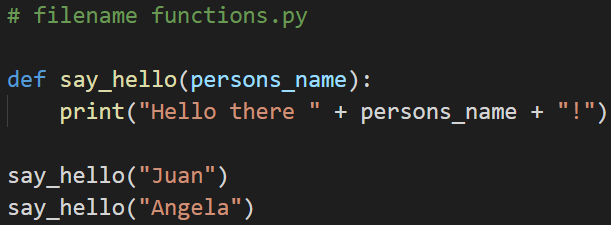 # filename functions.py
def say_hello(persons_name):
    print("Hello there " + persons_name + "!")
say_hello("Juan")
say_hello("Angela")